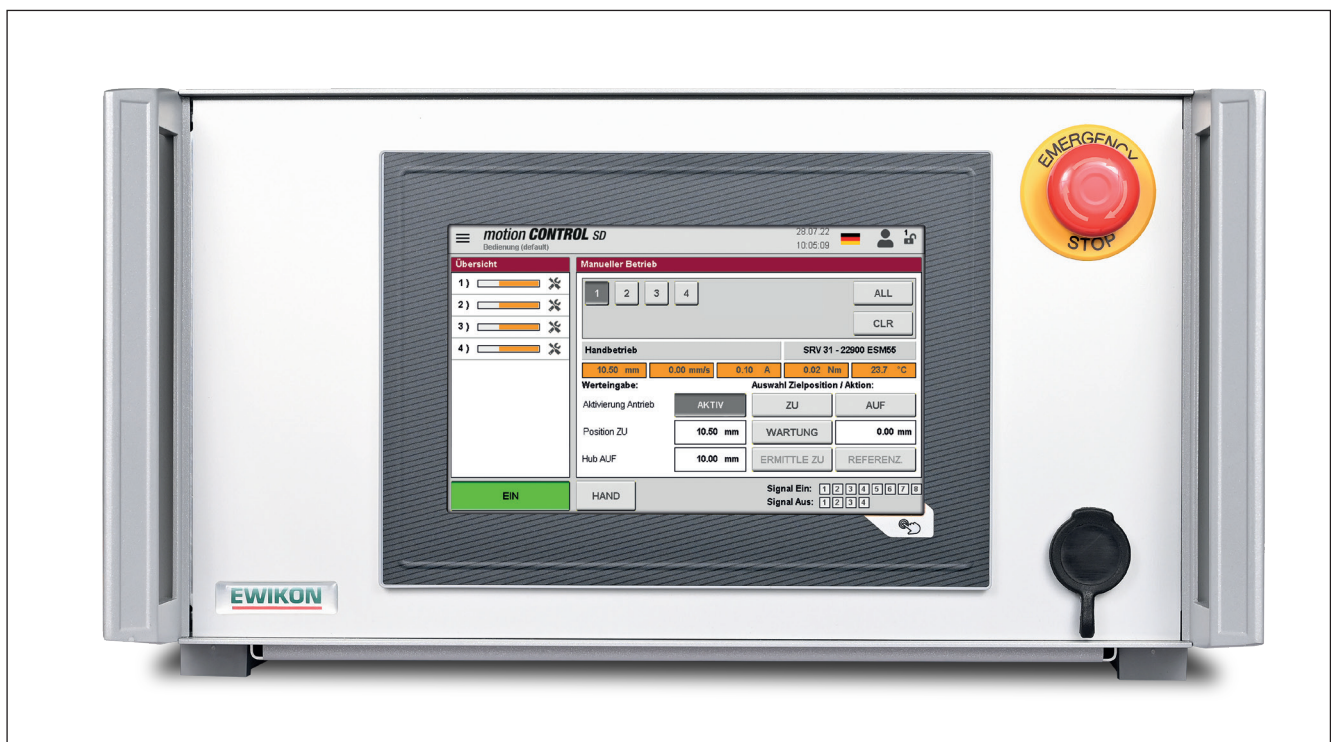 EMERGENCY
STOP
motion CONTROL SD
Bedienung (default)
28.07.22
10:05:09
1
Übersicht
1)
2)
3)
4)
Manueller Betrieb
1 2 3 4
ALL
CLR
Handbetrieb
SRV 31 - 22900 ESM55
10.50 mm 0.00 mm/s 0.10 A 0.02 Nm 23.7 °C
Werteingabe: Auswahl Zielposition / Aktion:
Aktivierung Antrieb AKTIV ZU AUF
Position ZU 10.50 mm WARTUNG 0.00 mm
Hub AUF 10.00 mm ERMITTLE ZU REFERENZ.
EIN
HAND
Signal Ein: 1 2 3 4 5 6 7 8
Signal Aus: 1 2 3 4
EWIKON